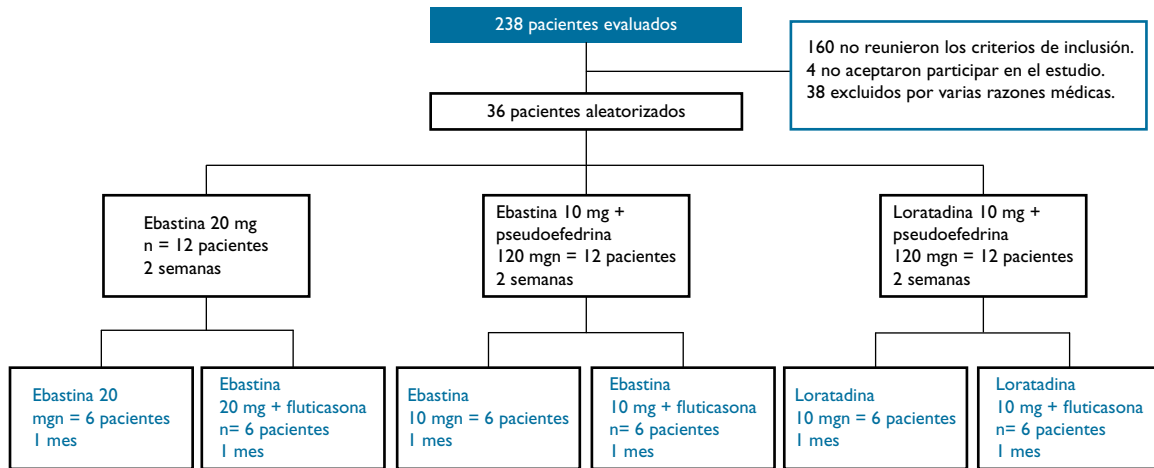 238 pacientes evaluados
160 no reunieron los criterios de inclusión.
4 no aceptaron participar en el estudio.
38 excluidos por varias razones médicas.
36 pacientes aleatorizados
Ebastina 20 mg
n = 12 pacientes
2 semanas
Ebastina 10 mg +
pseudoefedrina
120 mgn = 12 pacientes
2 semanas
Loratadina 10 mg +
pseudoefedrina
120 mgn = 12 pacientes
2 semanas
Ebastina 20
mgn = 6 pacientes
1 mes
Ebastina
20 mg + fluticasona
n= 6 pacientes
1 mes
Ebastina
10 mgn = 6 pacientes
1 mes
Ebastina
10 mg + fluticasona
n= 6 pacientes
1 mes
Loratadina
10 mgn = 6 pacientes
1 mes
Loratadina
10 mg + fluticasona
n= 6 pacientes
1 mes